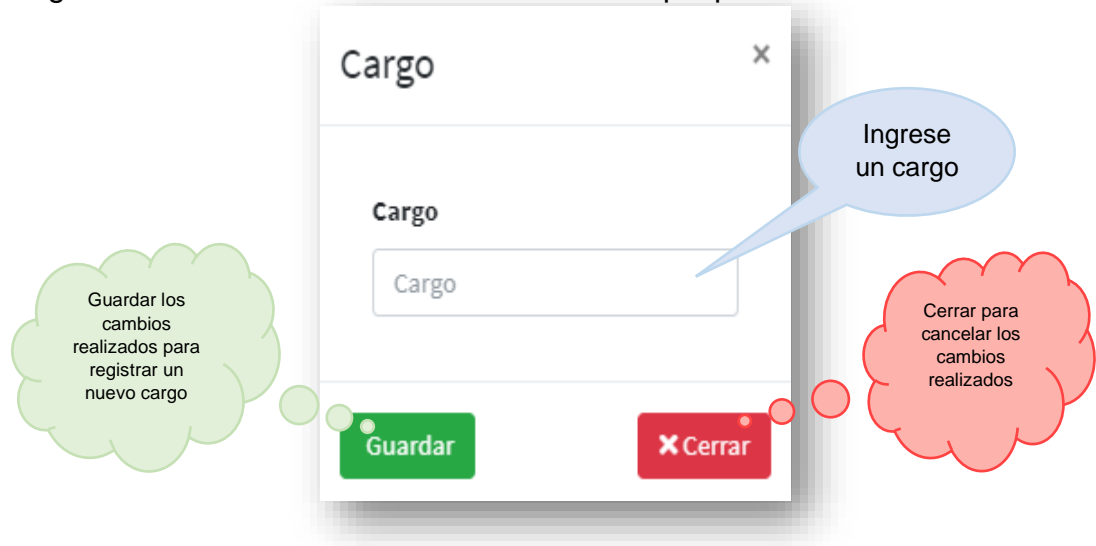 Cargo
×
Ingrese
un cargo
Cargo
Cargo
Guardar los
cambios
realizados para
registrar un
nuevo cargo
Cerrar para
cancelar los
cambios
realizados
Guardar
×Cerrar